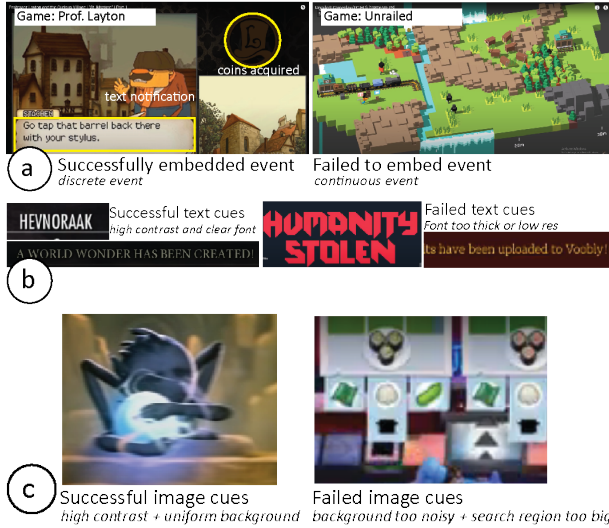 Game: Prof. Layton
Game: Unrailed
L
coins acquired
text notification
STACHEN
Go tap that barrel back there
with your stylus.
a
Successfully embedded event
discrete event
Failed to embed event
continuous event
HEVNORAAK
Successful text cues
high contrast and clear font
A WORLD WONDER HAS BEEN CREATED!
HUMANITY
STOLEN
Failed text cues
Font too thick or low res
lts have been uploaded to Voobly!
b
c
Successful image cues
high contrast + uniform background
Failed image cues
background too noisy + search region too big